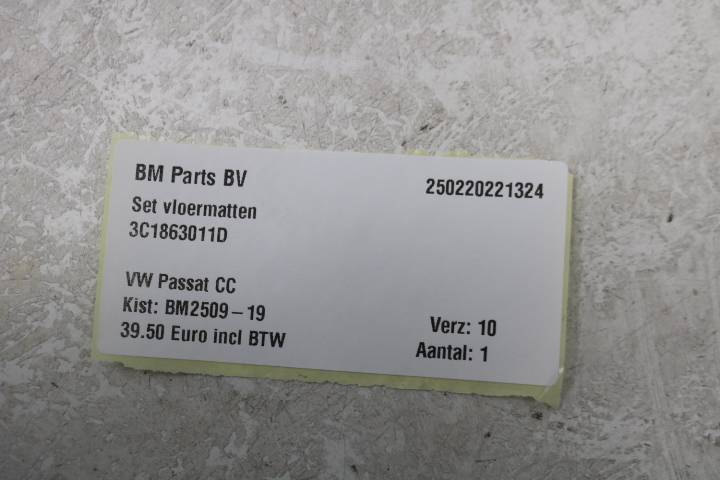 BM Parts BV
250220221324
Set vloermatten
3C1863011D
VW Passat CC
Kist: BM2509-19
39.50 Euro incl BTW
Verz: 10
Aantal: 1